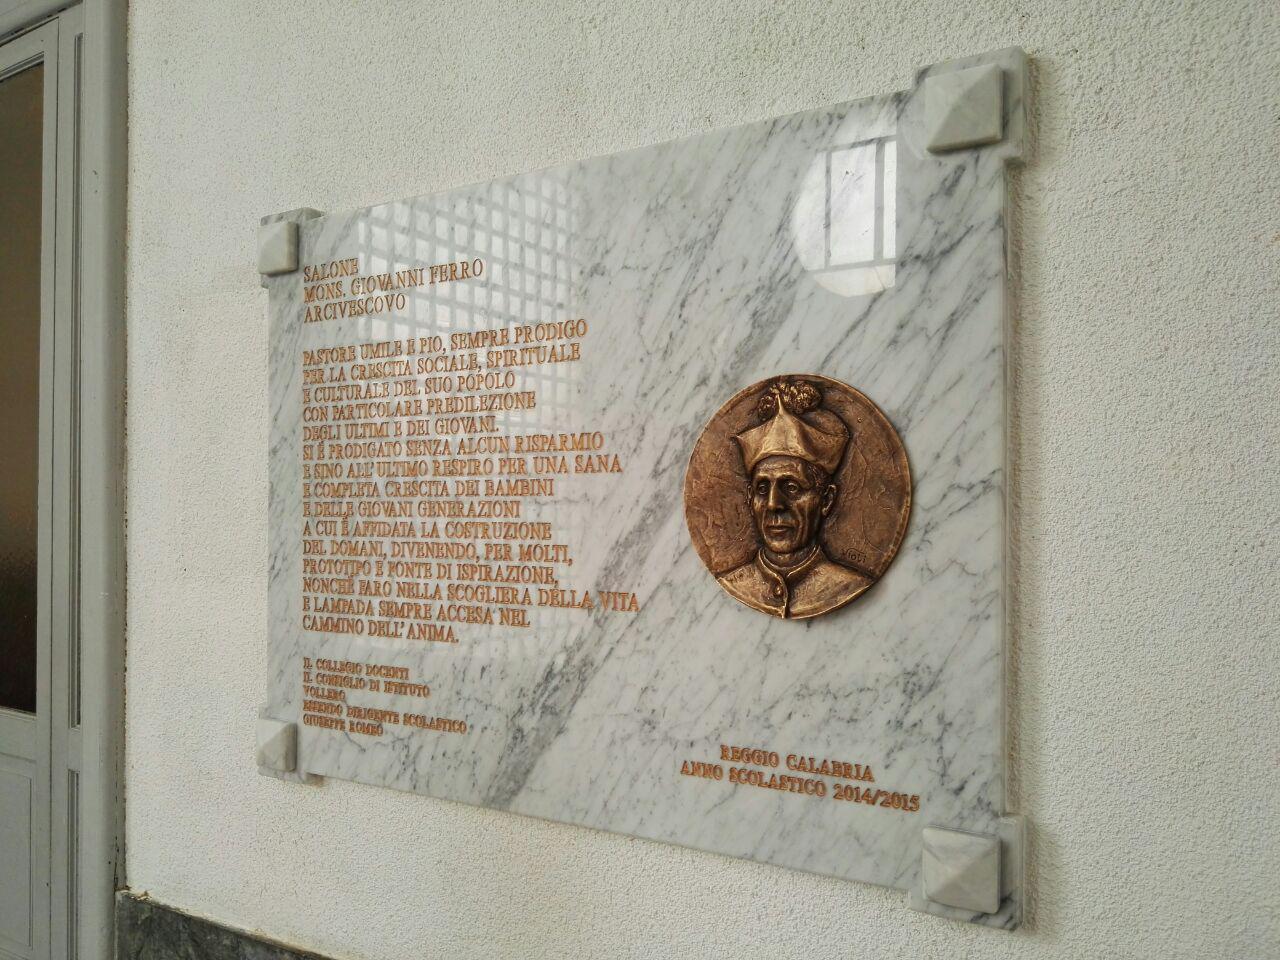 SALONE
MONS. GIOVANNI FERRO
ARCIVESCOVO
PASTORE UMILE E PIO, SEMPRE PRODIGO
PER LA CRESCITA SOCIALE, SPIRITUALE
E CULTURALE DEL SUO POPOLO
CON PARTICOLARE PREDILEZIONE
DEGLI ULTIMI E DEI GIOVANI.
SI È PRODIGATO SENZA ALCUN RISPARMIO
E SINO ALL'ULTIMO RESPIRO PER UNA SANA
E COMPLETA CRESCITA DEI BAMBINI
E DELLE GIOVANI GENERAZIONI
A CUI È AFFIDATA LA COSTRUZIONE
DEL DOMANI, DIVENENDO, PER MOLTI,
PROTOTIPO E FONTE DI ISPIRAZIONE,
NONCHÉ FARO NELLA SCOGLIERA DELLA VITA
E LAMPADA SEMPRE ACCESA NEL
CAMMINO DELL'ANIMA.
IL COLLEGIO DOCENTI
IL CONSIGLIO DI ISTITUTO
VOLLERO
ESSENDO DIRIGENTE SCOLASTICO
GIUSEPPE ROMEO
REGGIO CALABRIA
ANNO SCOLASTICO 2014/2015